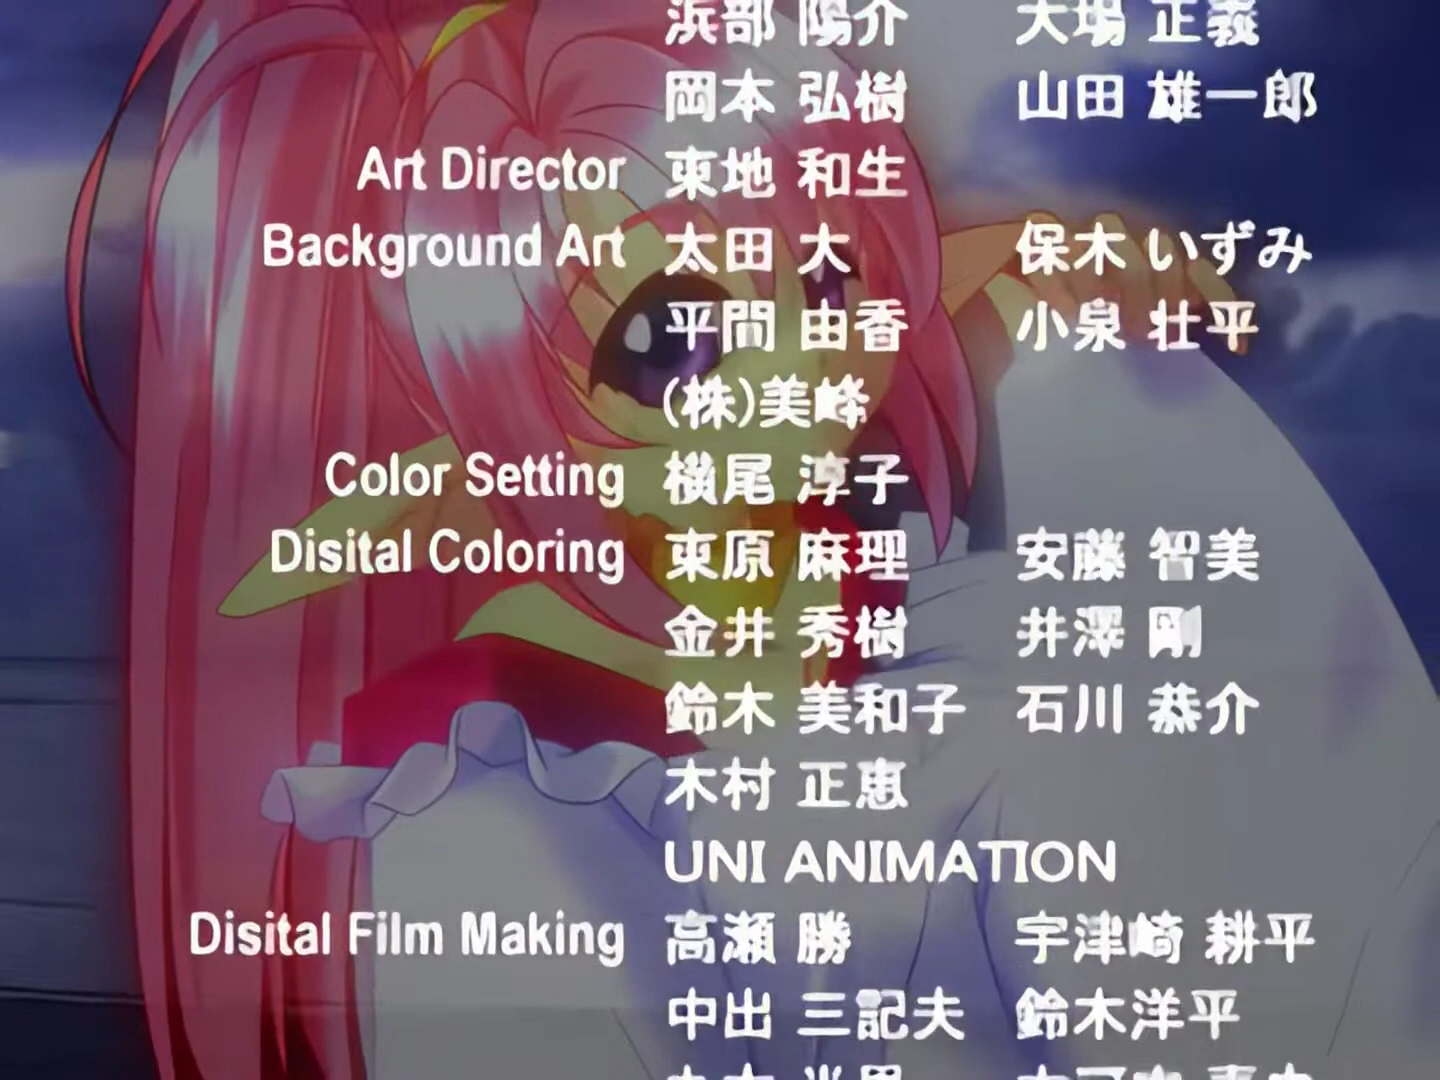 浜部 陽介 大場 正義
岡本 弘樹 山田 雄一郎
Art Director 東地 和生
Background Art 太田 大 保木 いずみ
平間 由香 小泉 壮平
(株)美峰
Color Setting 横尾 淳子
Disital Coloring 東原 麻理 安藤 智美
金井 秀樹 井澤 剛
鈴木 美和子 石川 恭介
木村 正恵
UNI ANIMATION
Disital Film Making 高瀬 勝 宇津崎 耕平
中出 三記夫 鈴木洋平